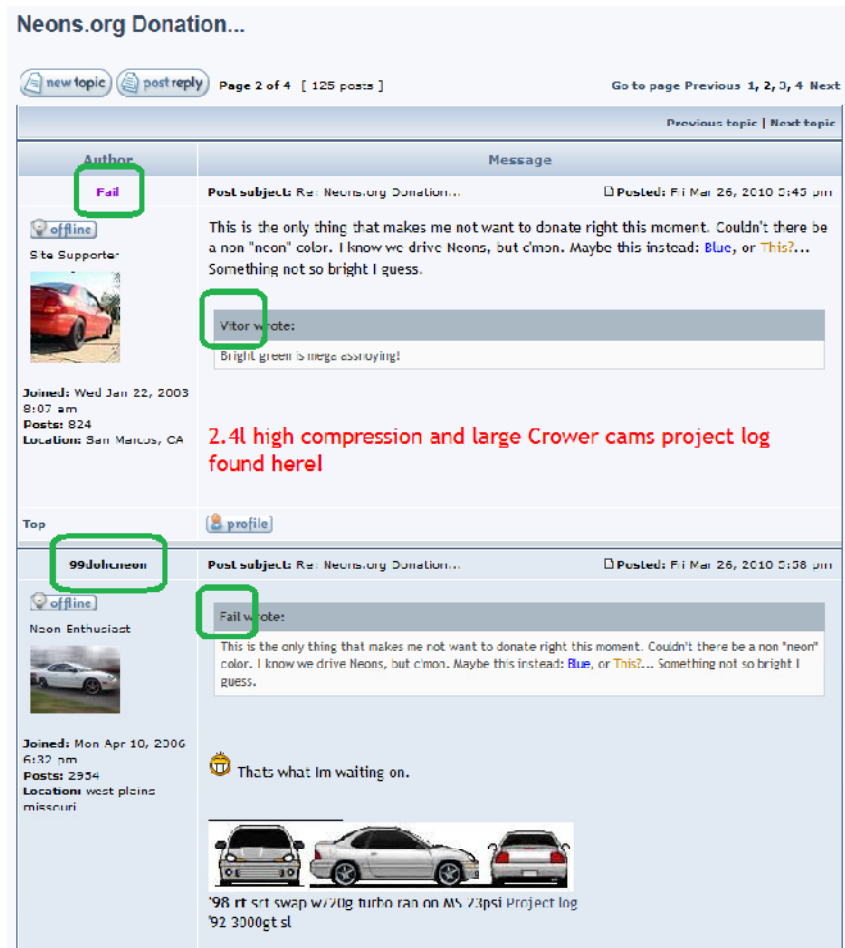 Neons.org Donation...
new topic post reply Page 2 of 4 [ 125 posts ] Go to page Previous 1, 2, 3, 4 Next
Previous topic | Next topic
Author Message
Fail Post subject: Re: Neons.org Donation... Posted: Fri Mar 26, 2010 5:45 pm
offline
Site Supporter
This is the only thing that makes me not want to donate right this moment. Couldn't there be
a non "neon" color. I know we drive Neons, but c'mon. Maybe this instead: Blue, or This?...
Something not so bright I guess.
Vitor wrote:
Bright green is mega assnoying!
Joined: Wed Jan 22, 2003
8:07 am
Posts: 824
Location: San Marcos, CA
2.4l high compression and large Crower cams project log
found here!
Top profile
99dohcneon Post subject: Re: Neons.org Donation... Posted: Fri Mar 26, 2010 5:58 pm
offline
Neon Enthusiast
Fail wrote:
This is the only thing that makes me not want to donate right this moment. Couldn't there be a non "neon"
color. I know we drive Neons, but c'mon. Maybe this instead: Blue, or This?... Something not so bright I
guess.
Joined: Mon Apr 10, 2006
6:32 pm
Posts: 2954
Location: west plains
missouri
Thats what Im waiting on.
'98 rt srt swap w/20g turbo ran on MS 23psi Project log
'92 3000gt sl